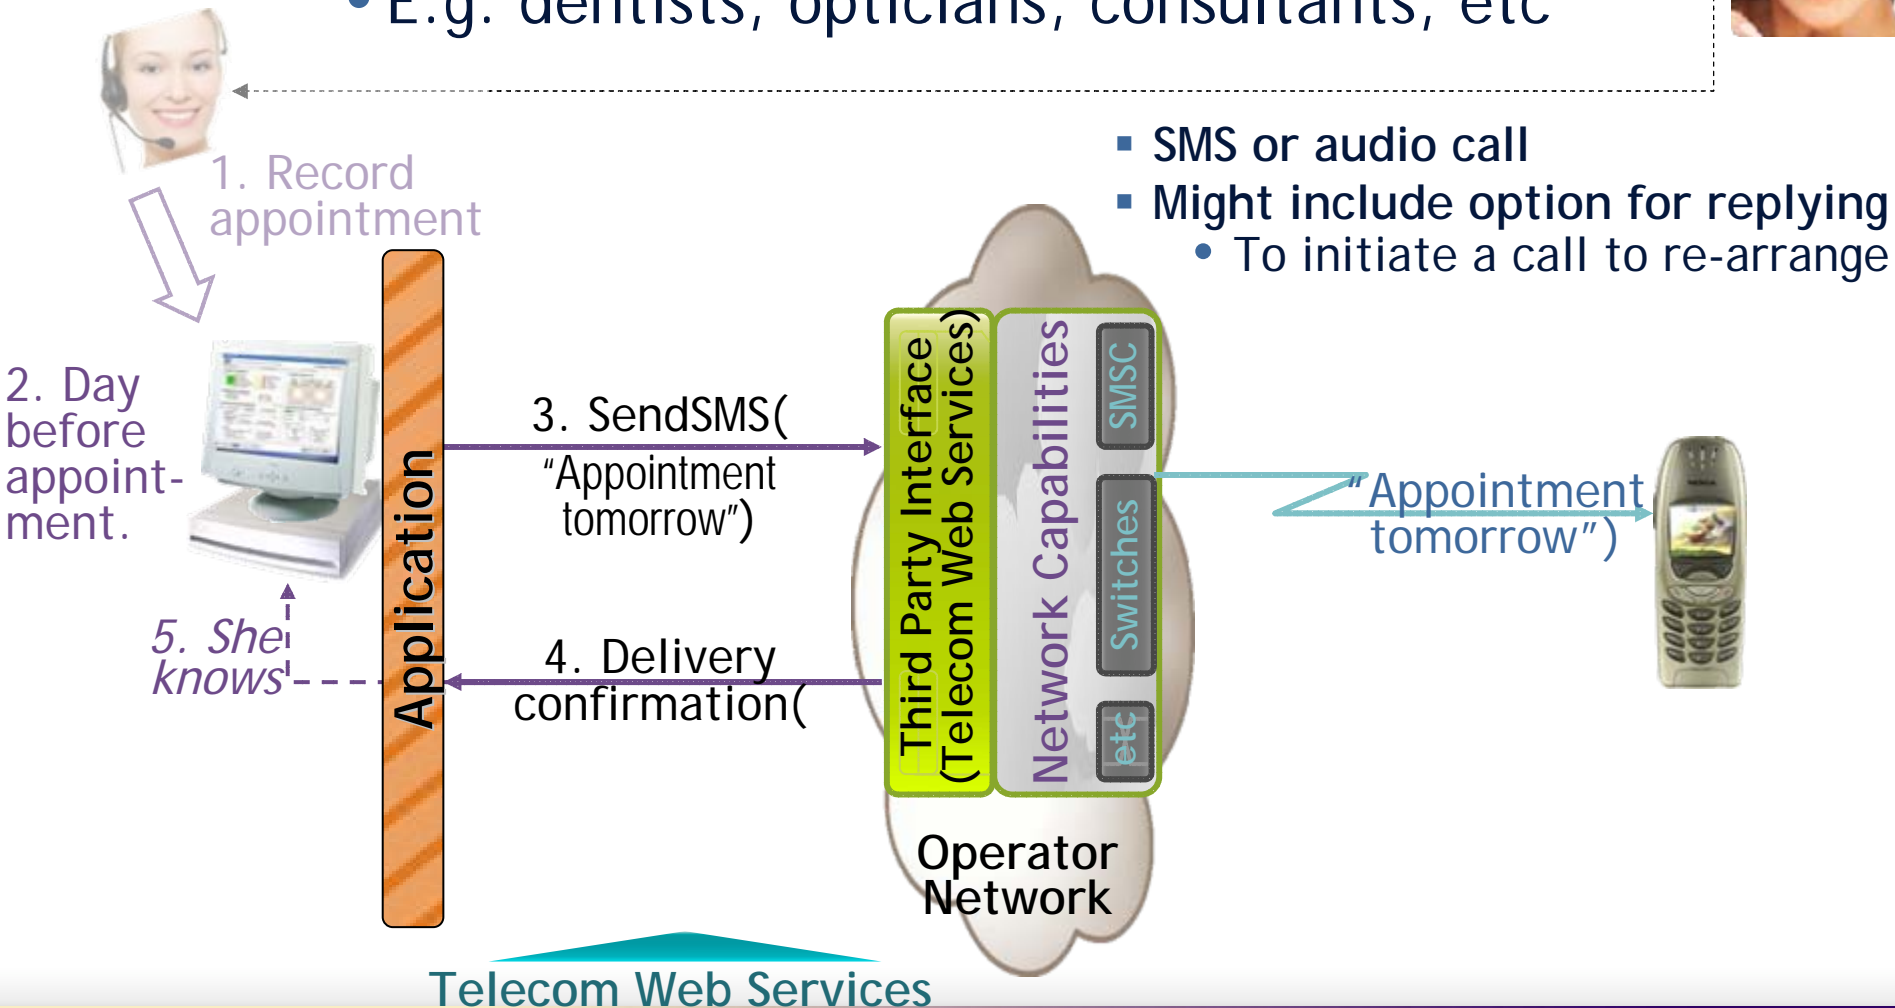 • E.g. dentists, opticians, consultants, etc
1. Record
appointment
▪ SMS or audio call
▪ Might include option for replying
• To initiate a call to re-arrange
2. Day
before
appoint-
ment.
Application
3. SendSMS(
“Appointment
tomorrow”)
4. Delivery
confirmation(
5. She
knows
Third Party Interface
(Telecom Web Services)
Network Capabilities
SMSC
Switches
etc
“Appointment
tomorrow”)
NOKIA
Operator
Network
Telecom Web Services